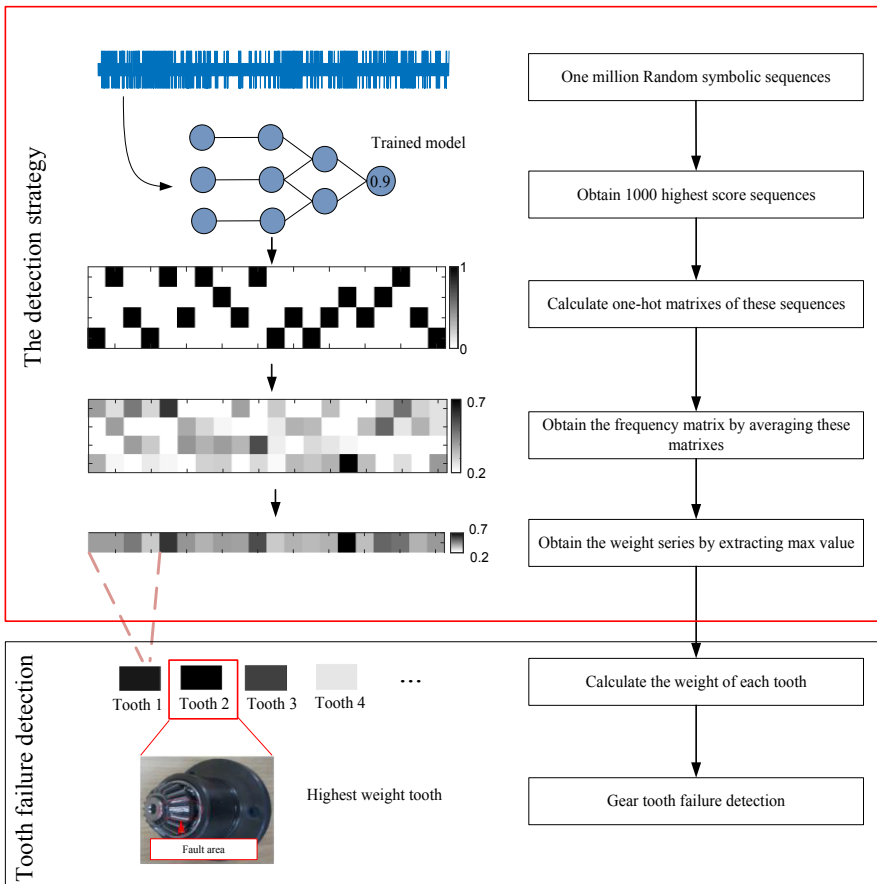 The detection strategy
One million Random symbolic sequences
Trained model
0.9
Obtain 1000 highest score sequences
1
0
Calculate one-hot matrixes of these sequences
0.7
0.2
Obtain the frequency matrix by averaging these
matrixes
0.7
0.2
Obtain the weight series by extracting max value
Tooth failure detection
Tooth 1
Tooth 2
Tooth 3
Tooth 4
...
Calculate the weight of each tooth
Highest weight tooth
Fault area
Gear tooth failure detection